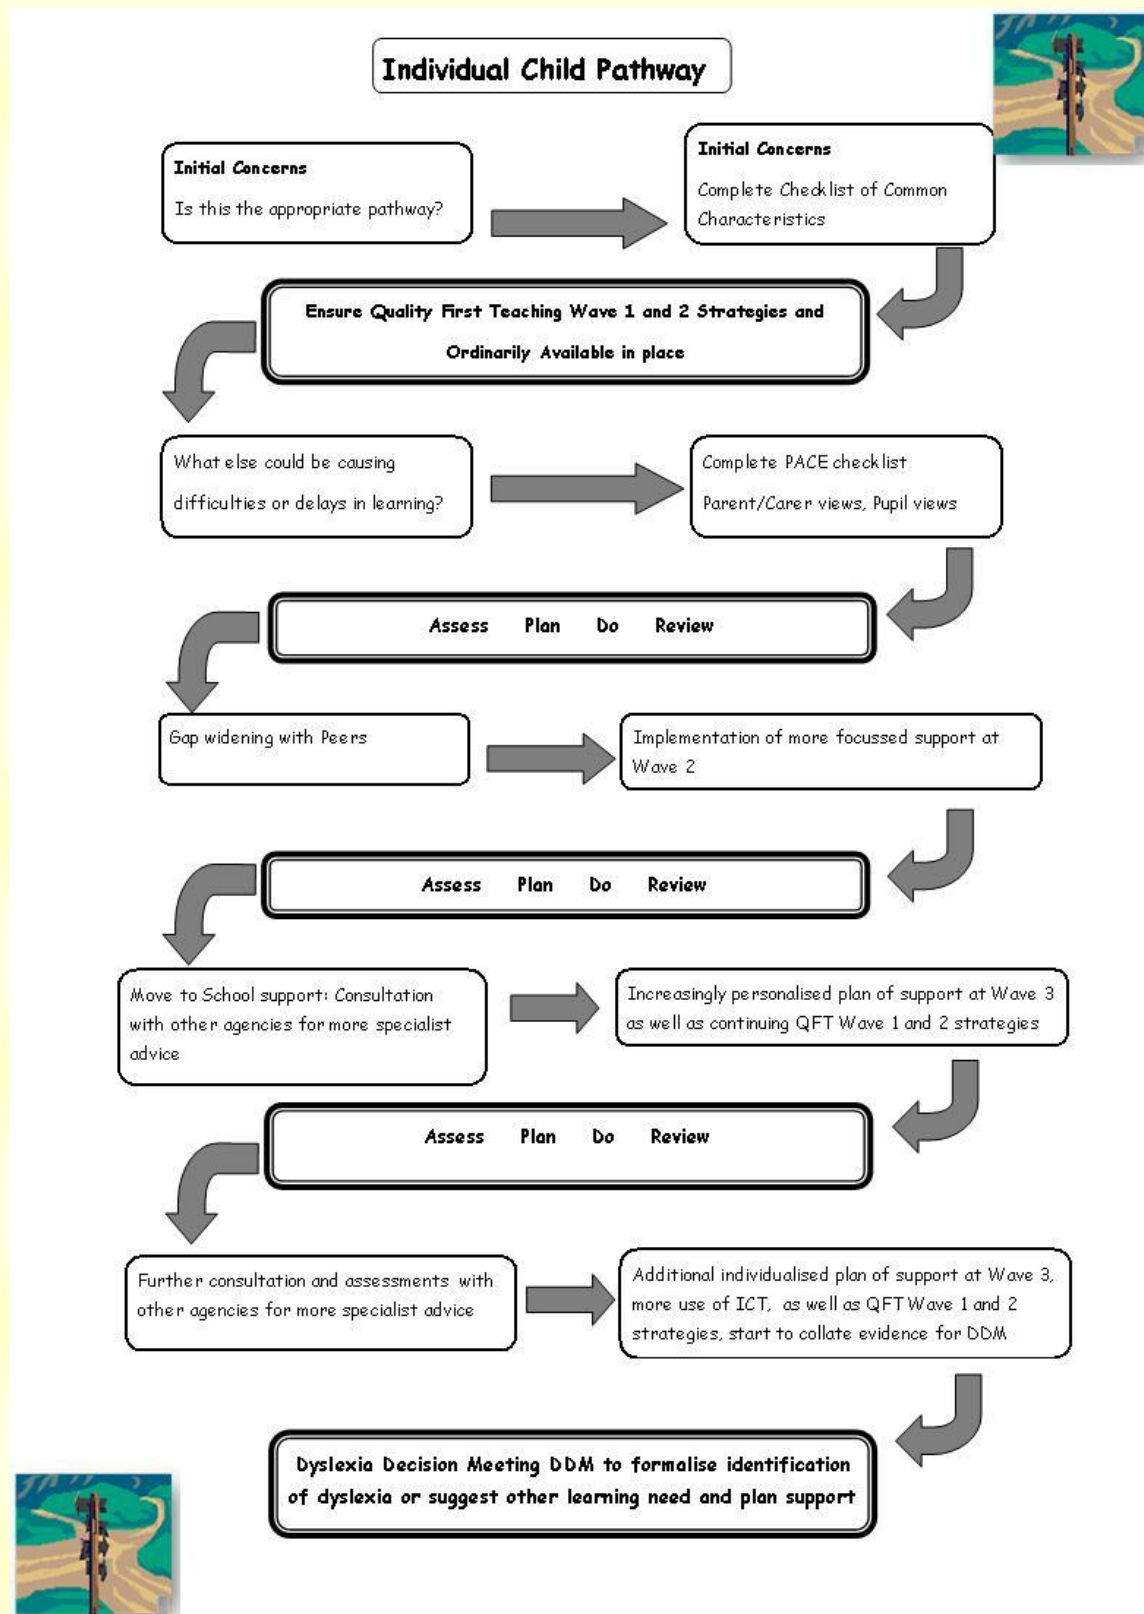 Individual Child Pathway
Initial Concerns
Is this the appropriate pathway?
Initial Concerns
Complete Checklist of Common
Characteristics
Ensure Quality First Teaching Wave 1 and 2 Strategies and
Ordinarily Available in place
What else could be causing
difficulties or delays in learning?
Complete PACE checklist
Parent/Carer views, Pupil views
Assess Plan Do Review
Gap widening with Peers
Implementation of more focussed support at
Wave 2
Assess Plan Do Review
Move to School support: Consultation
with other agencies for more specialist
advice
Increasingly personalised plan of support at Wave 3
as well as continuing QFT Wave 1 and 2 strategies
Assess Plan Do Review
Further consultation and assessments with
other agencies for more specialist advice
Additional individualised plan of support at Wave 3,
more use of ICT, as well as QFT Wave 1 and 2
strategies, start to collate evidence for DDM
Dyslexia Decision Meeting DDM to formalise identification
of dyslexia or suggest other learning need and plan support